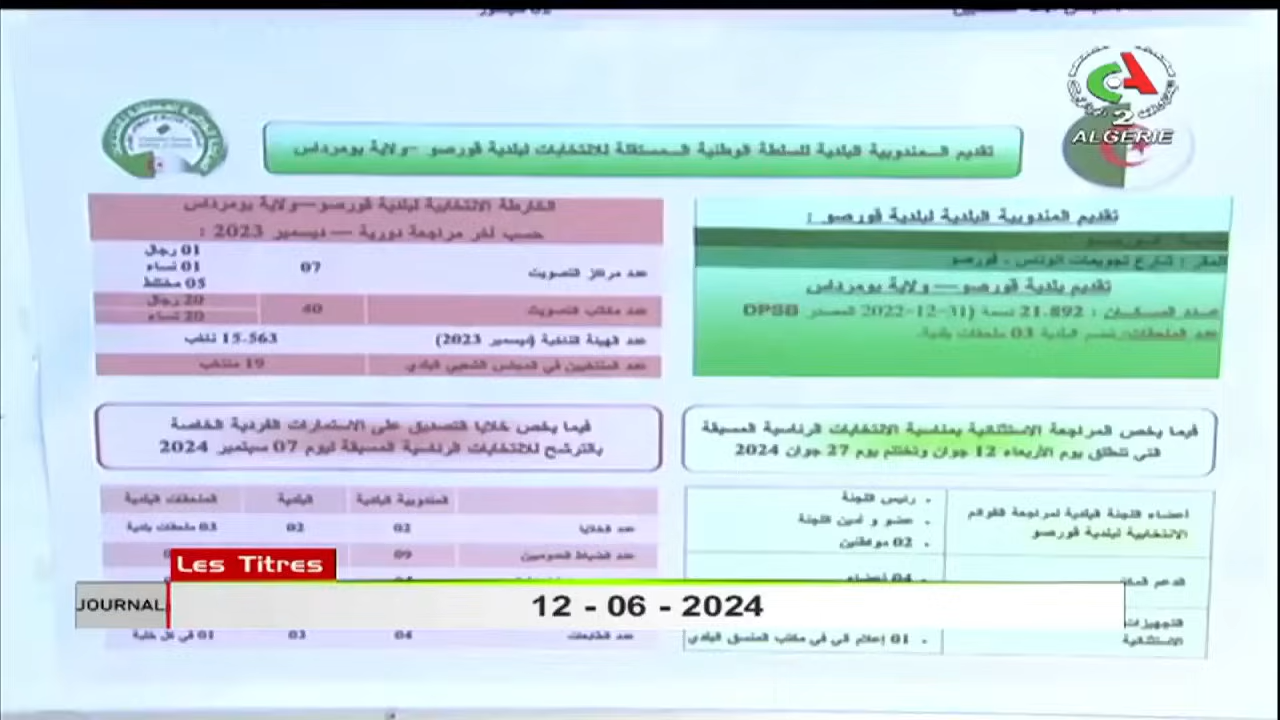 ALGERIE
2
تقديم المندوبية البلدية للسلطة الوطنية المستقلة للانتخابات لبلدية قورصو -ولاية بومرداس
تقديم المندوبية البلدية لبلدية قورصو :
المقر : شارع
قورصو
تقديم بلدية قورصو— ولاية بومرداس
عدد السكان : 21.892 نسمة (31-12-2022 المصدر DPSB
عدد الملحقات: تضم البلدية 03 ملحقات بلدية.
الخارطة الانتخابية لبلدية قورصو—ولاية بومرداس
حسب آخر مراجعة دورية — ديسمبر 2023 :
عدد مراكز التصويت 07
01 رجال
01 نساء
05 مختلط
عدد مكاتب التصويت 40
20 رجال
20 نساء
عدد الهيئة الناخبة (ديسمبر 2023) 15.563 ناخب
عدد المنتخبين في المجلس الشعبي البلدي 19 منتخب
فيما يخص المراجعة الاستثنائية بمناسبة الانتخابات الرئاسية المسبقة
التي تنطلق يوم الأربعاء 12 جوان وتختتم يوم 27 جوان 2024
فيما يخص خلايا التصديق على الاستمارات الفردية الخاصة
بالترشح للانتخابات الرئاسية المسبقة ليوم 07 سبتمبر 2024
أعضاء اللجنة البلدية لمراجعة القوائم
الانتخابية لبلدية قورصو
• رئيس اللجنة
• عضو و أمين اللجنة
• 02 مواطنين
• 04 أعضاء
التجهيزات
الاستثنائية
• 01 إعلام آلي في مكتب المنسق البلدي
المندوبية البلدية البلدية الملحقات البلدية
عدد الخلايا 02 02 03 ملحقات بلدية
عدد الضباط العموميين 09
04 03 01 في كل خلية
Les Titres
JOURNAL
12 - 06 - 2024